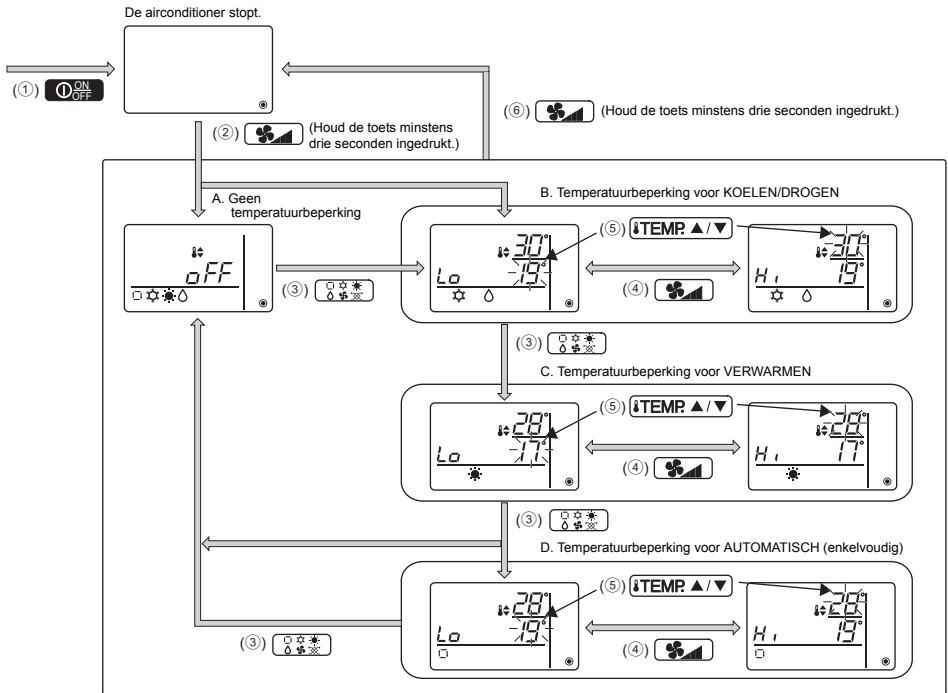 De airconditioner stopt.
(①) ON
OFF
(②) (Houd de toets minstens
drie seconden ingedrukt.)
(⑥) (Houd de toets minstens drie seconden ingedrukt.)
A. Geen
temperatuurbeperking
oFF
(③)
B. Temperatuurbeperking voor KOELEN/DROGEN
30°
Lo 19°
(⑤) TEMP. ▲/▼
(④)
30°
Hi 19°
(③)
C. Temperatuurbeperking voor VERWARMEN
28°
Lo 17°
(⑤) TEMP. ▲/▼
(④)
28°
Hi 17°
(③)
D. Temperatuurbeperking voor AUTOMATISCH (enkelvoudig)
28°
Lo 19°
(⑤) TEMP. ▲/▼
(④)
28°
Hi 19°
(③)